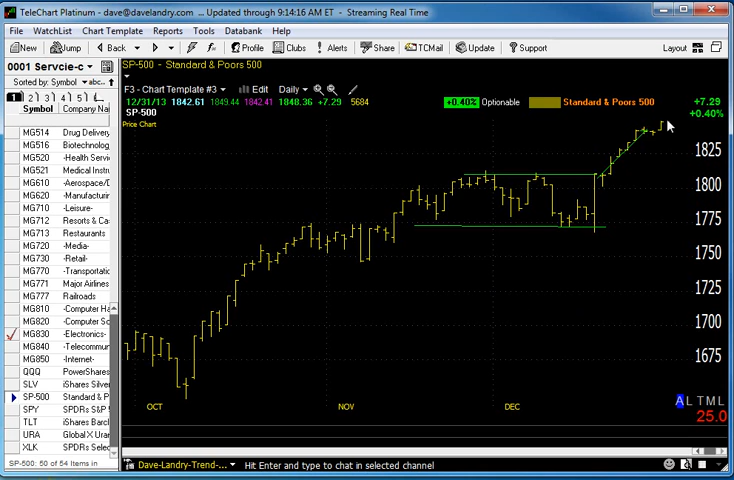 TeleChart Platinum - dave@davelandry.com ... Updated through 9:14:16 AM ET - Streaming Real Time
File WatchList Chart Template Reports Tools Databank Help
New Jump Back Profile Clubs Alerts Share TCMail Update Support Layout
0001 Servcie-c
SP-500 - Standard & Poors 500
Sorted by: Symbol abc...
1 2 3 4 5
F3 - Chart Template #3 Edit Daily
Symbol
12/31/13 1842.61 1849.44 1842.41 1848.36 +7.29 5684
+0.40% Optionable
Standard & Poors 500
+7.29
+0.40%
SP-500
Price Chart
MG514 Drug Delivery
MG516 Biotechnolog
MG520 -Health Servic
MG521 Medical Instru
MG610 -Aerospace/D
MG620 -Manufacturin
MG710 -Leisure-
MG712 Resorts & Cas
MG713 Restaurants
MG720 -Media-
MG730 -Retail-
MG770 -Transportatio
MG771 Major Airlines
MG777 Railroads
MG810 -Computer Ha
MG820 -Computer So
MG830 -Electronics-
MG840 -Telecommunic
MG850 -Internet-
QQQ PowerShares
SLV iShares Silver
SP-500 Standard & P
SPY SPDRs S&P
TLT iShares Barcl
URA Global X Uran
XLK SPDRs Selec
1825
1800
1775
1750
1725
1700
1675
OCT NOV DEC
A L T M L
25.0
SP-500: 50 of 54 Items in
Dave-Landry-Trend-...
Hit Enter and type to chat in selected channel